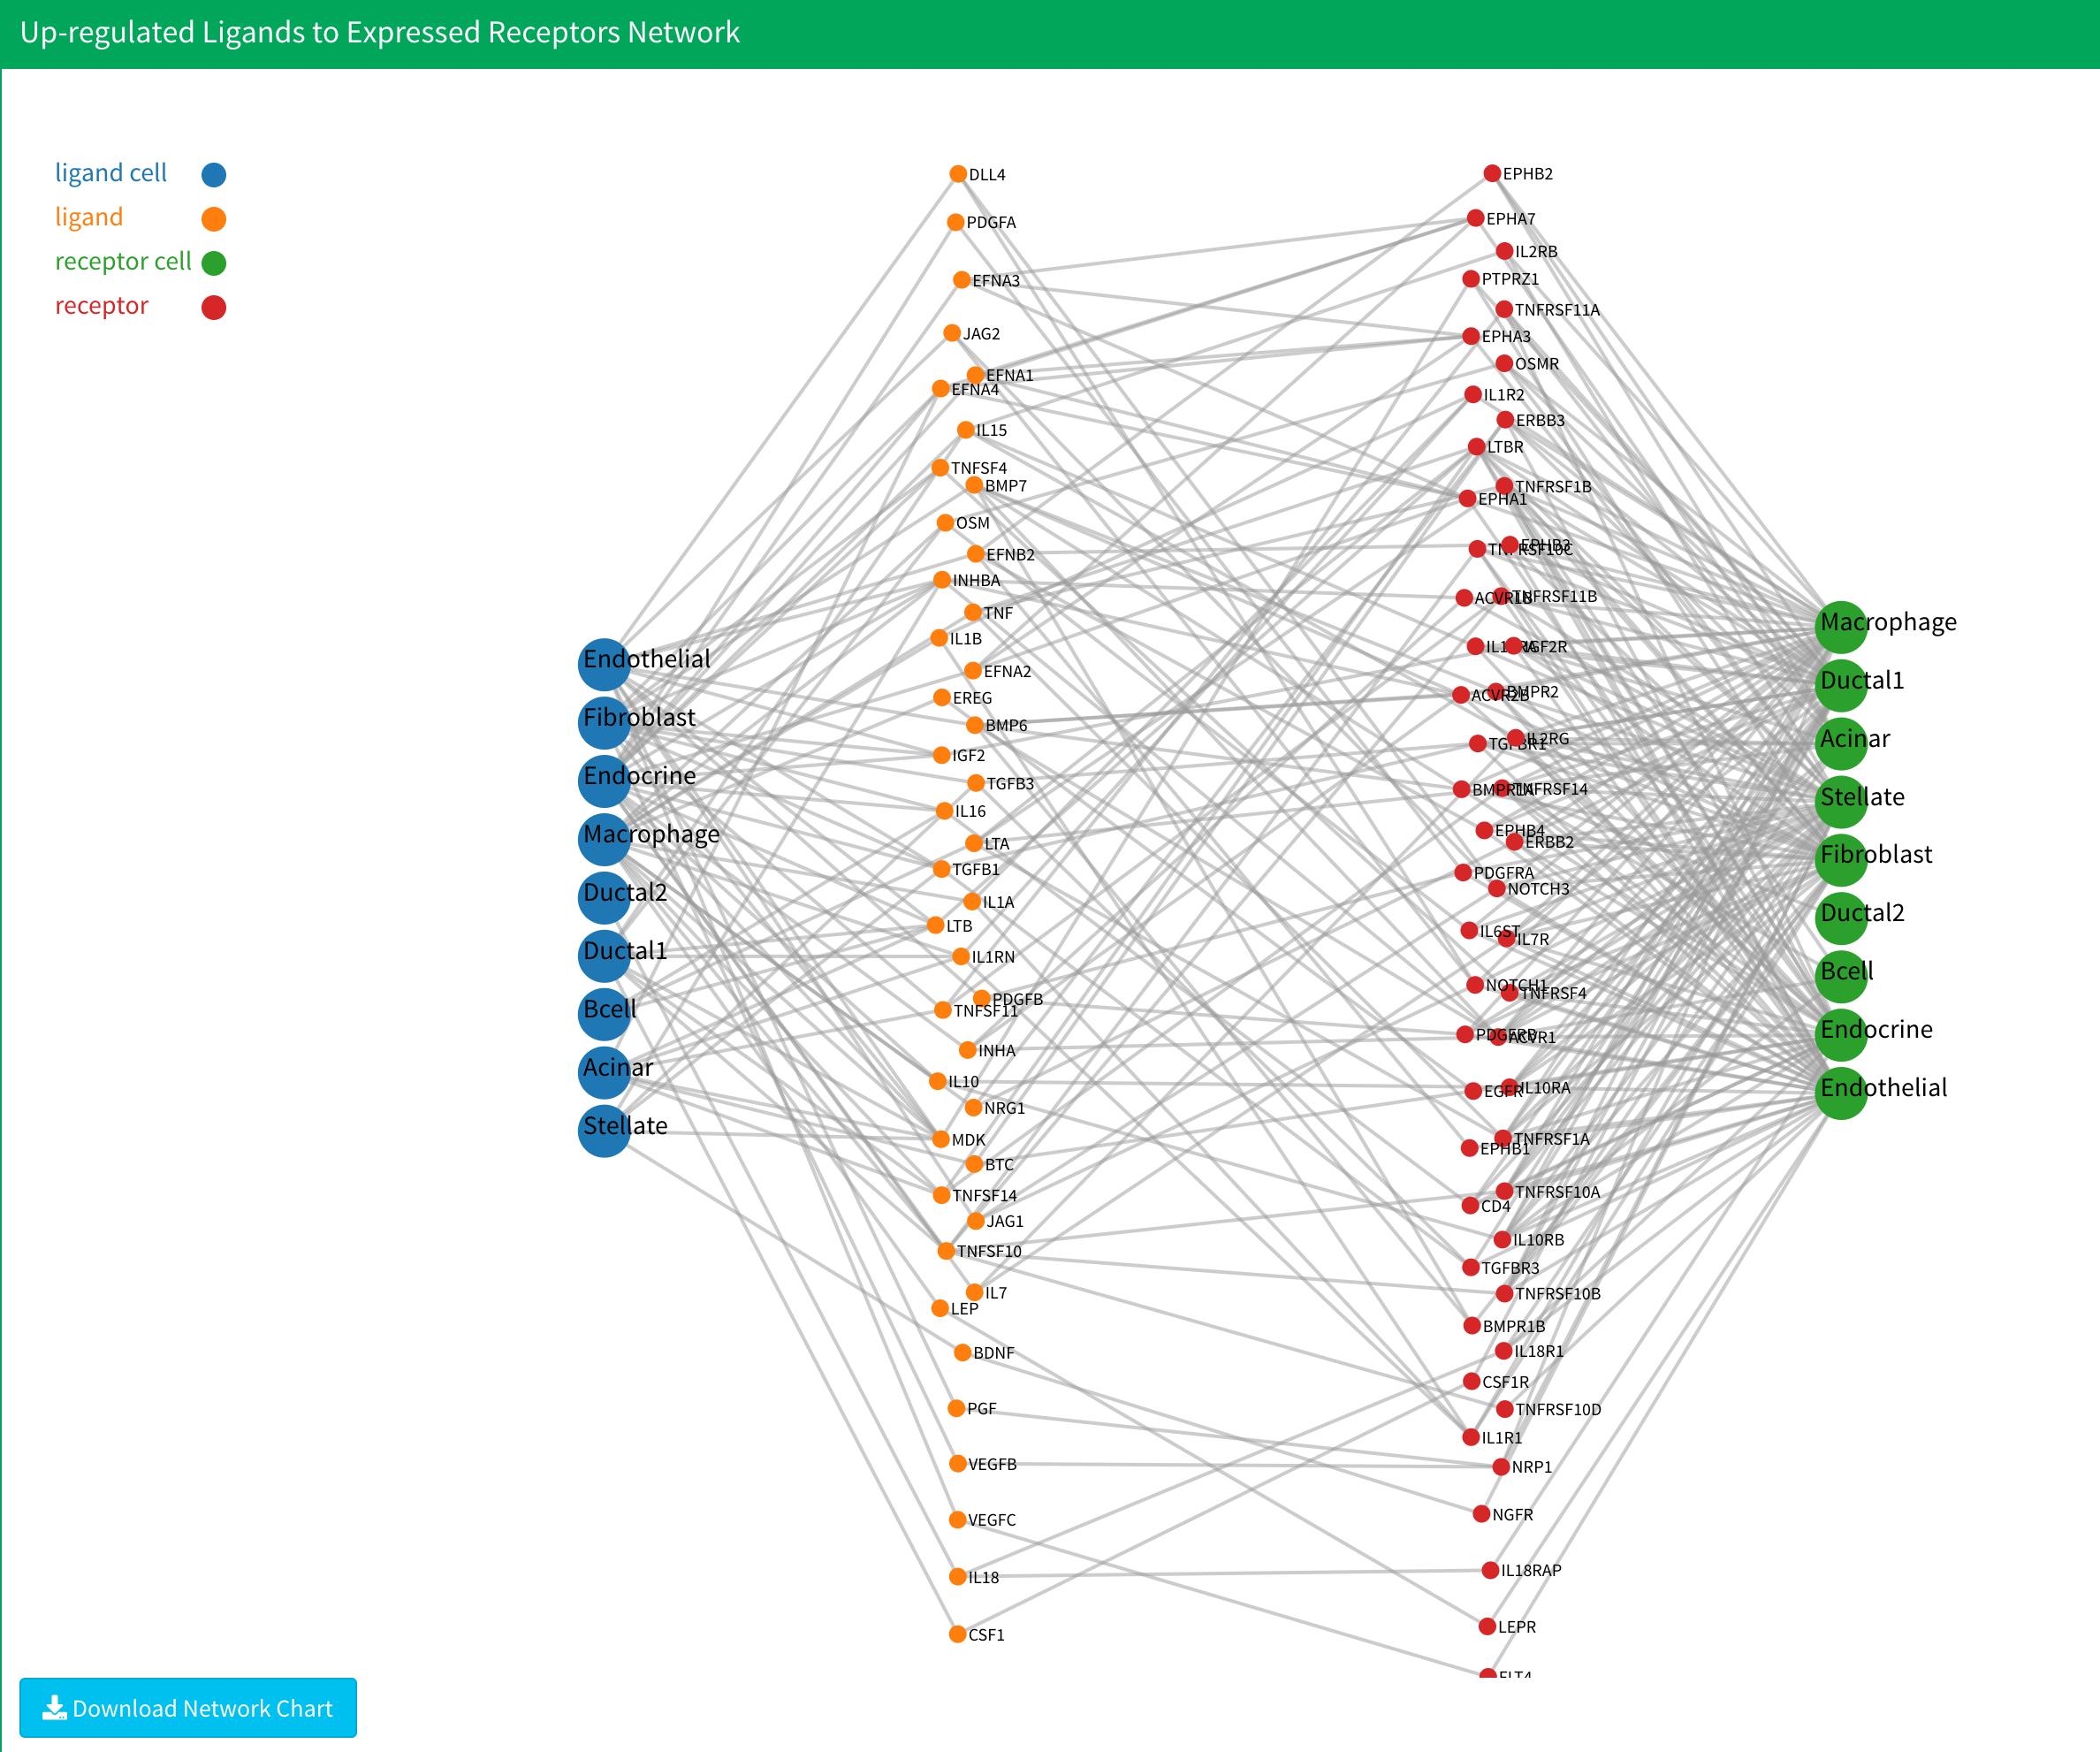 Up-regulated Ligands to Expressed Receptors Network
ligand cell
ligand
receptor cell
receptor
Endothelial
Fibroblast
Endocrine
Macrophage
Ductal2
Ductal1
Bcell
Acinar
Stellate
DLL4
PDGFA
EFNA3
JAG2
EFNA1
EFNA4
IL15
TNFSF4
BMP7
OSM
EFNB2
INHBA
TNF
IL1B
EFNA2
EREG
BMP6
IGF2
TGFB3
IL16
LTA
TGFB1
IL1A
LTB
IL1RN
PDGFB
TNFSF11
INHA
IL10
NRG1
MDK
BTC
TNFSF14
JAG1
TNFSF10
IL7
LEP
BDNF
PGF
VEGFB
VEGFC
IL18
CSF1
EPHB2
EPHA7
IL2RB
PTPRZ1
TNFRSF11A
EPHA3
OSMR
IL1R2
ERBB3
LTBR
TNFRSF1B
EPHA1
EPHB3
TNFRSF10C
TNFRSF11B
ACVR1B
IGF2R
BMPR2
ACVR2B
IL2RG
TGFBR1
TNFRSF14
BMPR1A
EPHB4
ERBB2
PDGFRA
NOTCH3
IL6ST
IL7R
NOTCH1
TNFRSF4
PDGFRB
ACVR1
IL10RA
EGFR
TNFRSF1A
EPHB1
TNFRSF10A
CD4
IL10RB
TGFBR3
TNFRSF10B
BMPR1B
IL18R1
CSF1R
TNFRSF10D
IL1R1
NRP1
NGFR
IL18RAP
LEPR
FLT4
Macrophage
Ductal1
Acinar
Stellate
Fibroblast
Ductal2
Bcell
Endocrine
Endothelial
Download Network Chart